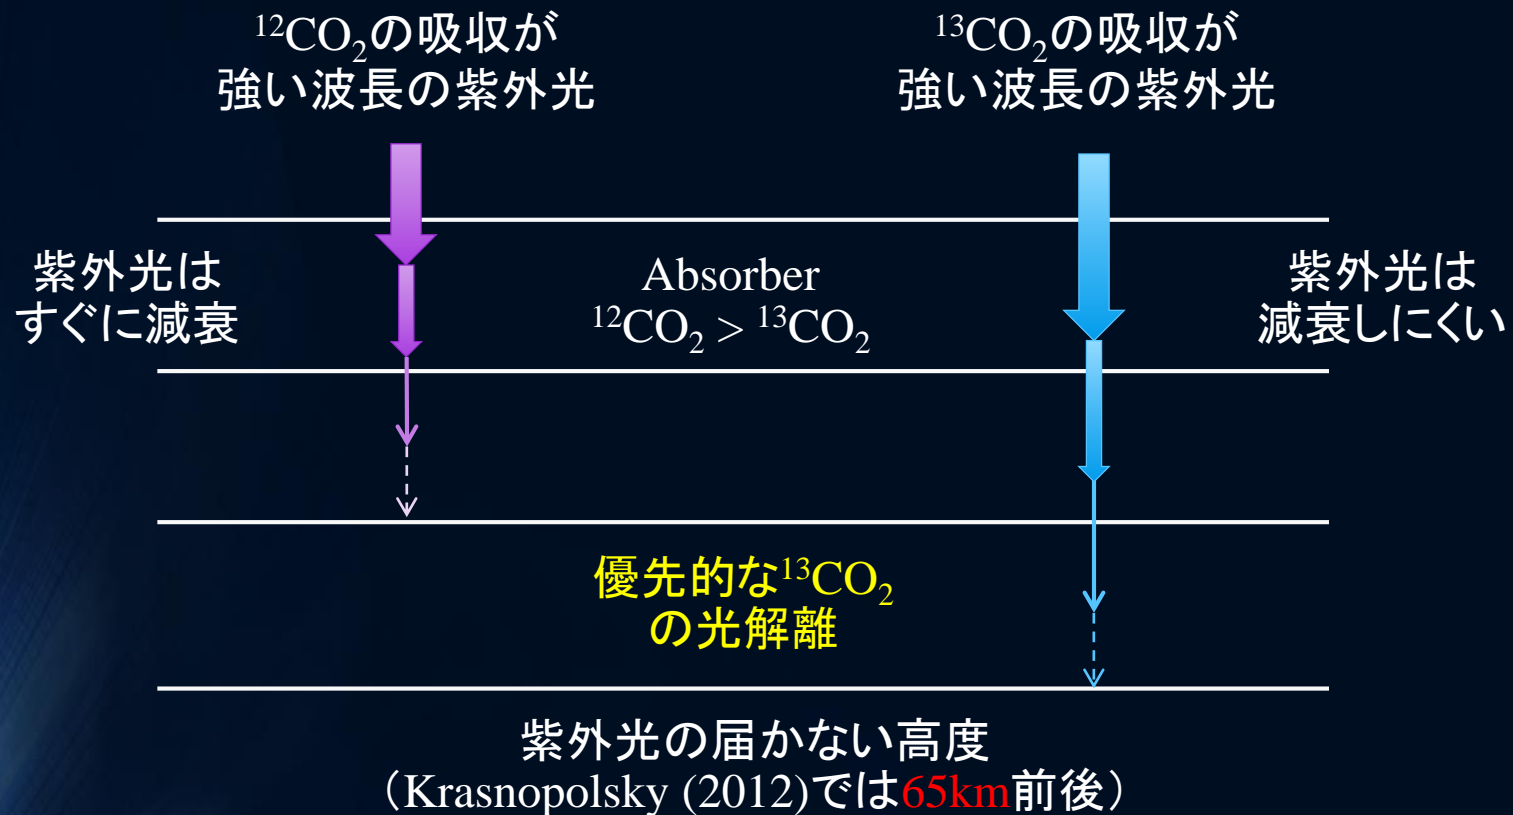 ¹²CO₂の吸収が
強い波長の紫外光
¹³CO₂の吸収が
強い波長の紫外光
紫外光は
すぐに減衰
Absorber
¹²CO₂ > ¹³CO₂
紫外光は
減衰しにくい
優先的な¹³CO₂
の光解離
紫外光の届かない高度
（Krasnopolsky (2012)では65km前後）